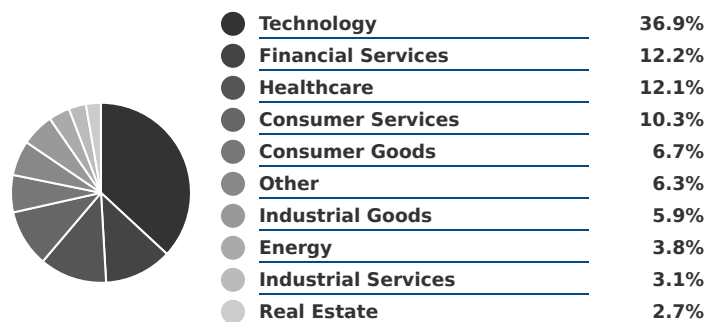 Technology 36.9%
Financial Services 12.2%
Healthcare 12.1%
Consumer Services 10.3%
Consumer Goods 6.7%
Other 6.3%
Industrial Goods 5.9%
Energy 3.8%
Industrial Services 3.1%
Real Estate 2.7%